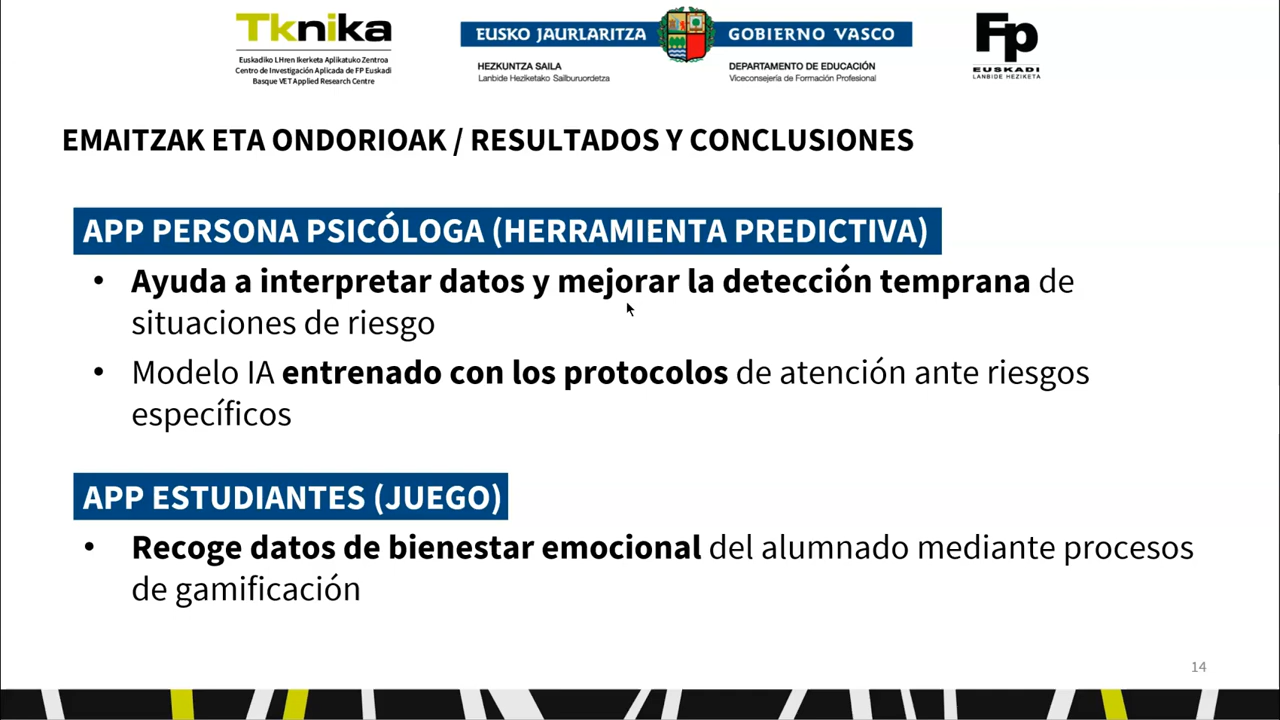 Tknika
Euskadiko LHren Ikerketa Aplikatuko Zentroa
Centro de Investigación Aplicada de FP Euskadi
Basque VET Applied Research Centre
EUSKO JAURLARITZA GOBIERNO VASCO
HEZKUNTZA SAILA
Lanbide Heziketako Sailburuordetza
DEPARTAMENTO DE EDUCACIÓN
Viceconsejería de Formación Profesional
Fp
EUSKADI
LANBIDE HEZIKETA
EMAITZAK ETA ONDORIOAK / RESULTADOS Y CONCLUSIONES
APP PERSONA PSICÓLOGA (HERRAMIENTA PREDICTIVA)
• Ayuda a interpretar datos y mejorar la detección temprana de
situaciones de riesgo
• Modelo IA entrenado con los protocolos de atención ante riesgos
específicos
APP ESTUDIANTES (JUEGO)
• Recoge datos de bienestar emocional del alumnado mediante procesos
de gamificación
14